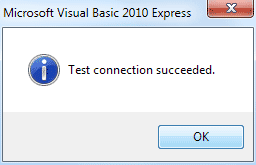 Microsoft Visual Basic 2010 Express
Test connection succeeded.
OK